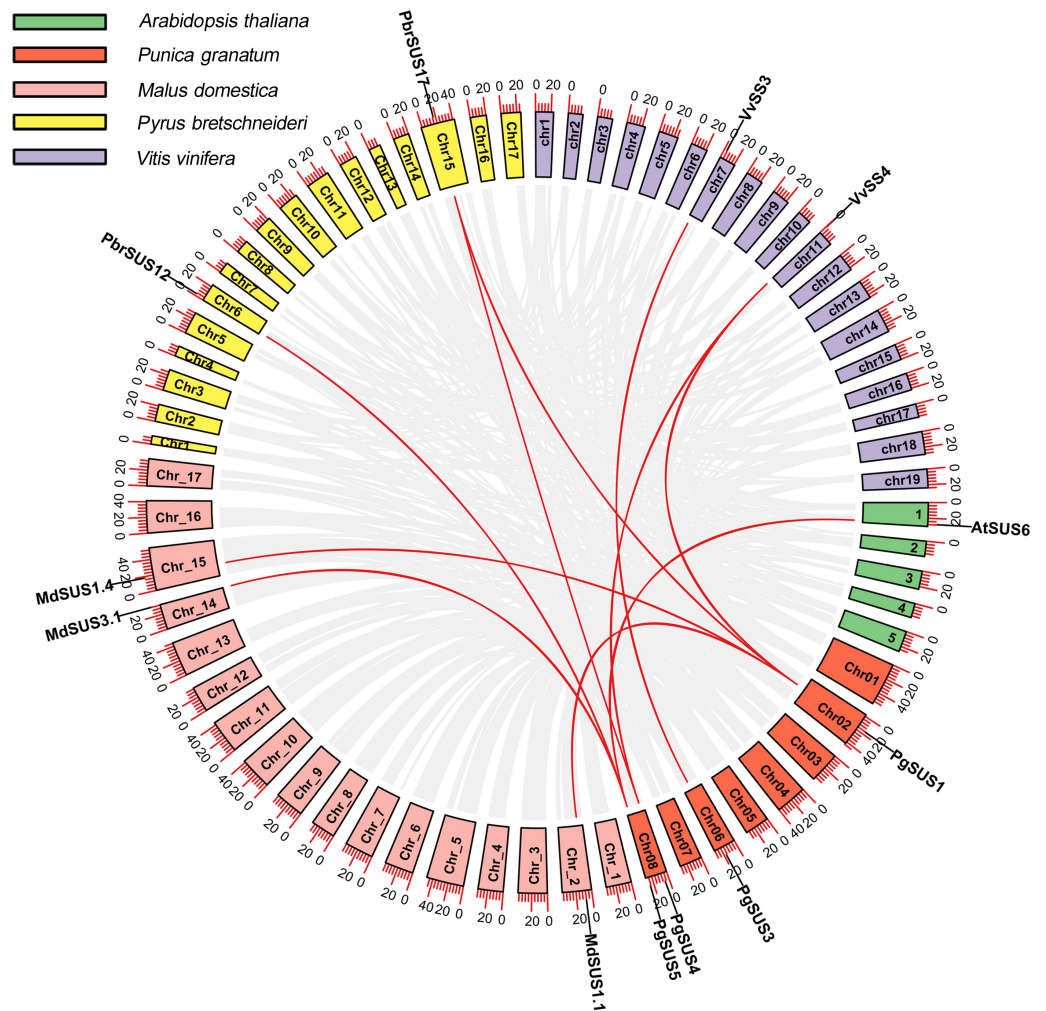 Arabidopsis thaliana
Punica granatum
Malus domestica
Pyrus bretschneideri
Vitis vinifera
PbrSUS17
VvSS3
VvSS4
AtSUS6
PgSUS1
PgSUS3
PgSUS4
PgSUS5
MdSUS1.1
MdSUS3.1
MdSUS1.4
PbrSUS12
chr1
chr2
chr3
chr4
chr5
chr6
chr7
chr8
chr9
chr10
chr11
chr12
chr13
chr14
chr15
chr16
chr17
chr18
chr19
1
2
3
4
5
Chr01
Chr02
Chr03
Chr04
Chr05
Chr06
Chr07
Chr08
Chr_1
Chr_2
Chr_3
Chr_4
Chr_5
Chr_6
Chr_7
Chr_8
Chr_9
Chr_10
Chr_11
Chr_12
Chr_13
Chr_14
Chr_15
Chr_16
Chr_17
Chr1
Chr2
Chr3
Chr4
Chr5
Chr6
Chr7
Chr8
Chr9
Chr10
Chr11
Chr12
Chr13
Chr14
Chr15
Chr16
Chr17